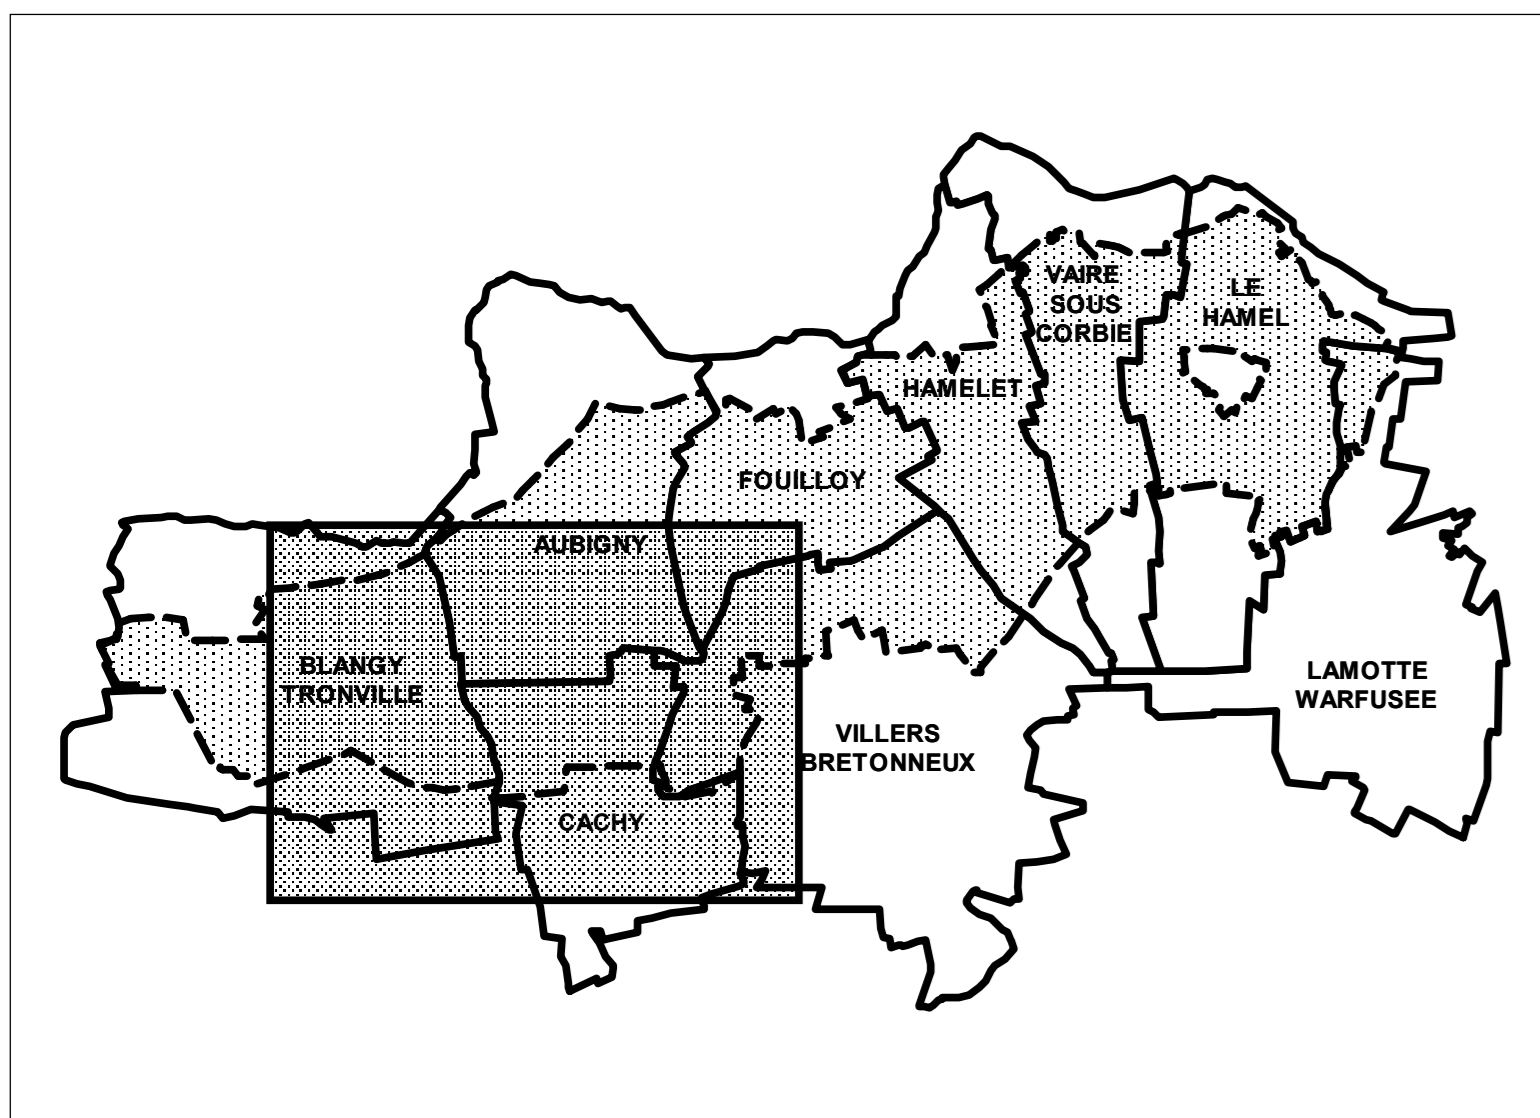 VAIRE
SOUS
CORBIE
LE
HAMEL
HAMELET
FOUILLOY
AUBIGNY
BLANGY
TRONVILLE
LAMOTTE
WARFUSEE
VILLERS
BRETONNEUX
CACHY